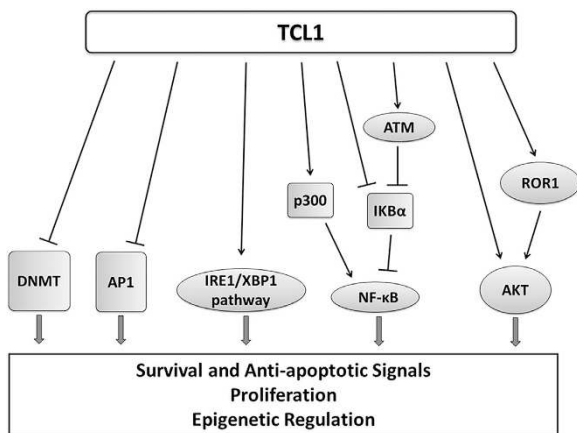 TCL1
ATM
ROR1
p300
IKBα
DNMT
AP1
IRE1/XBP1
pathway
NF-κB
AKT
Survival and Anti-apoptotic Signals
Proliferation
Epigenetic Regulation